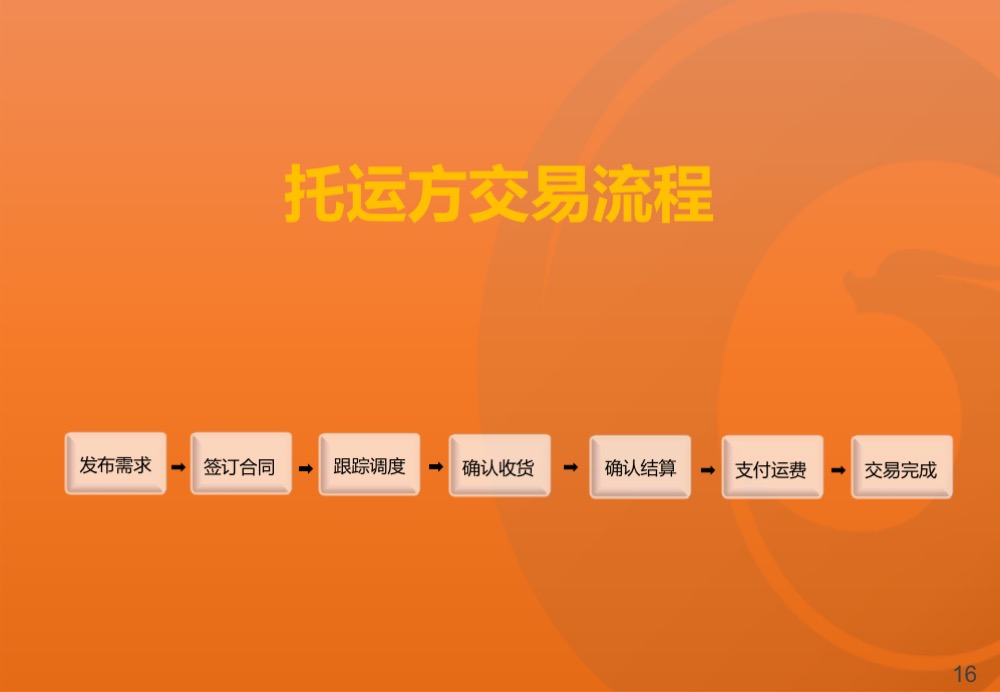 托运方交易流程
发布需求 → 签订合同 → 跟踪调度 → 确认收货 → 确认结算 → 支付运费 → 交易完成
16